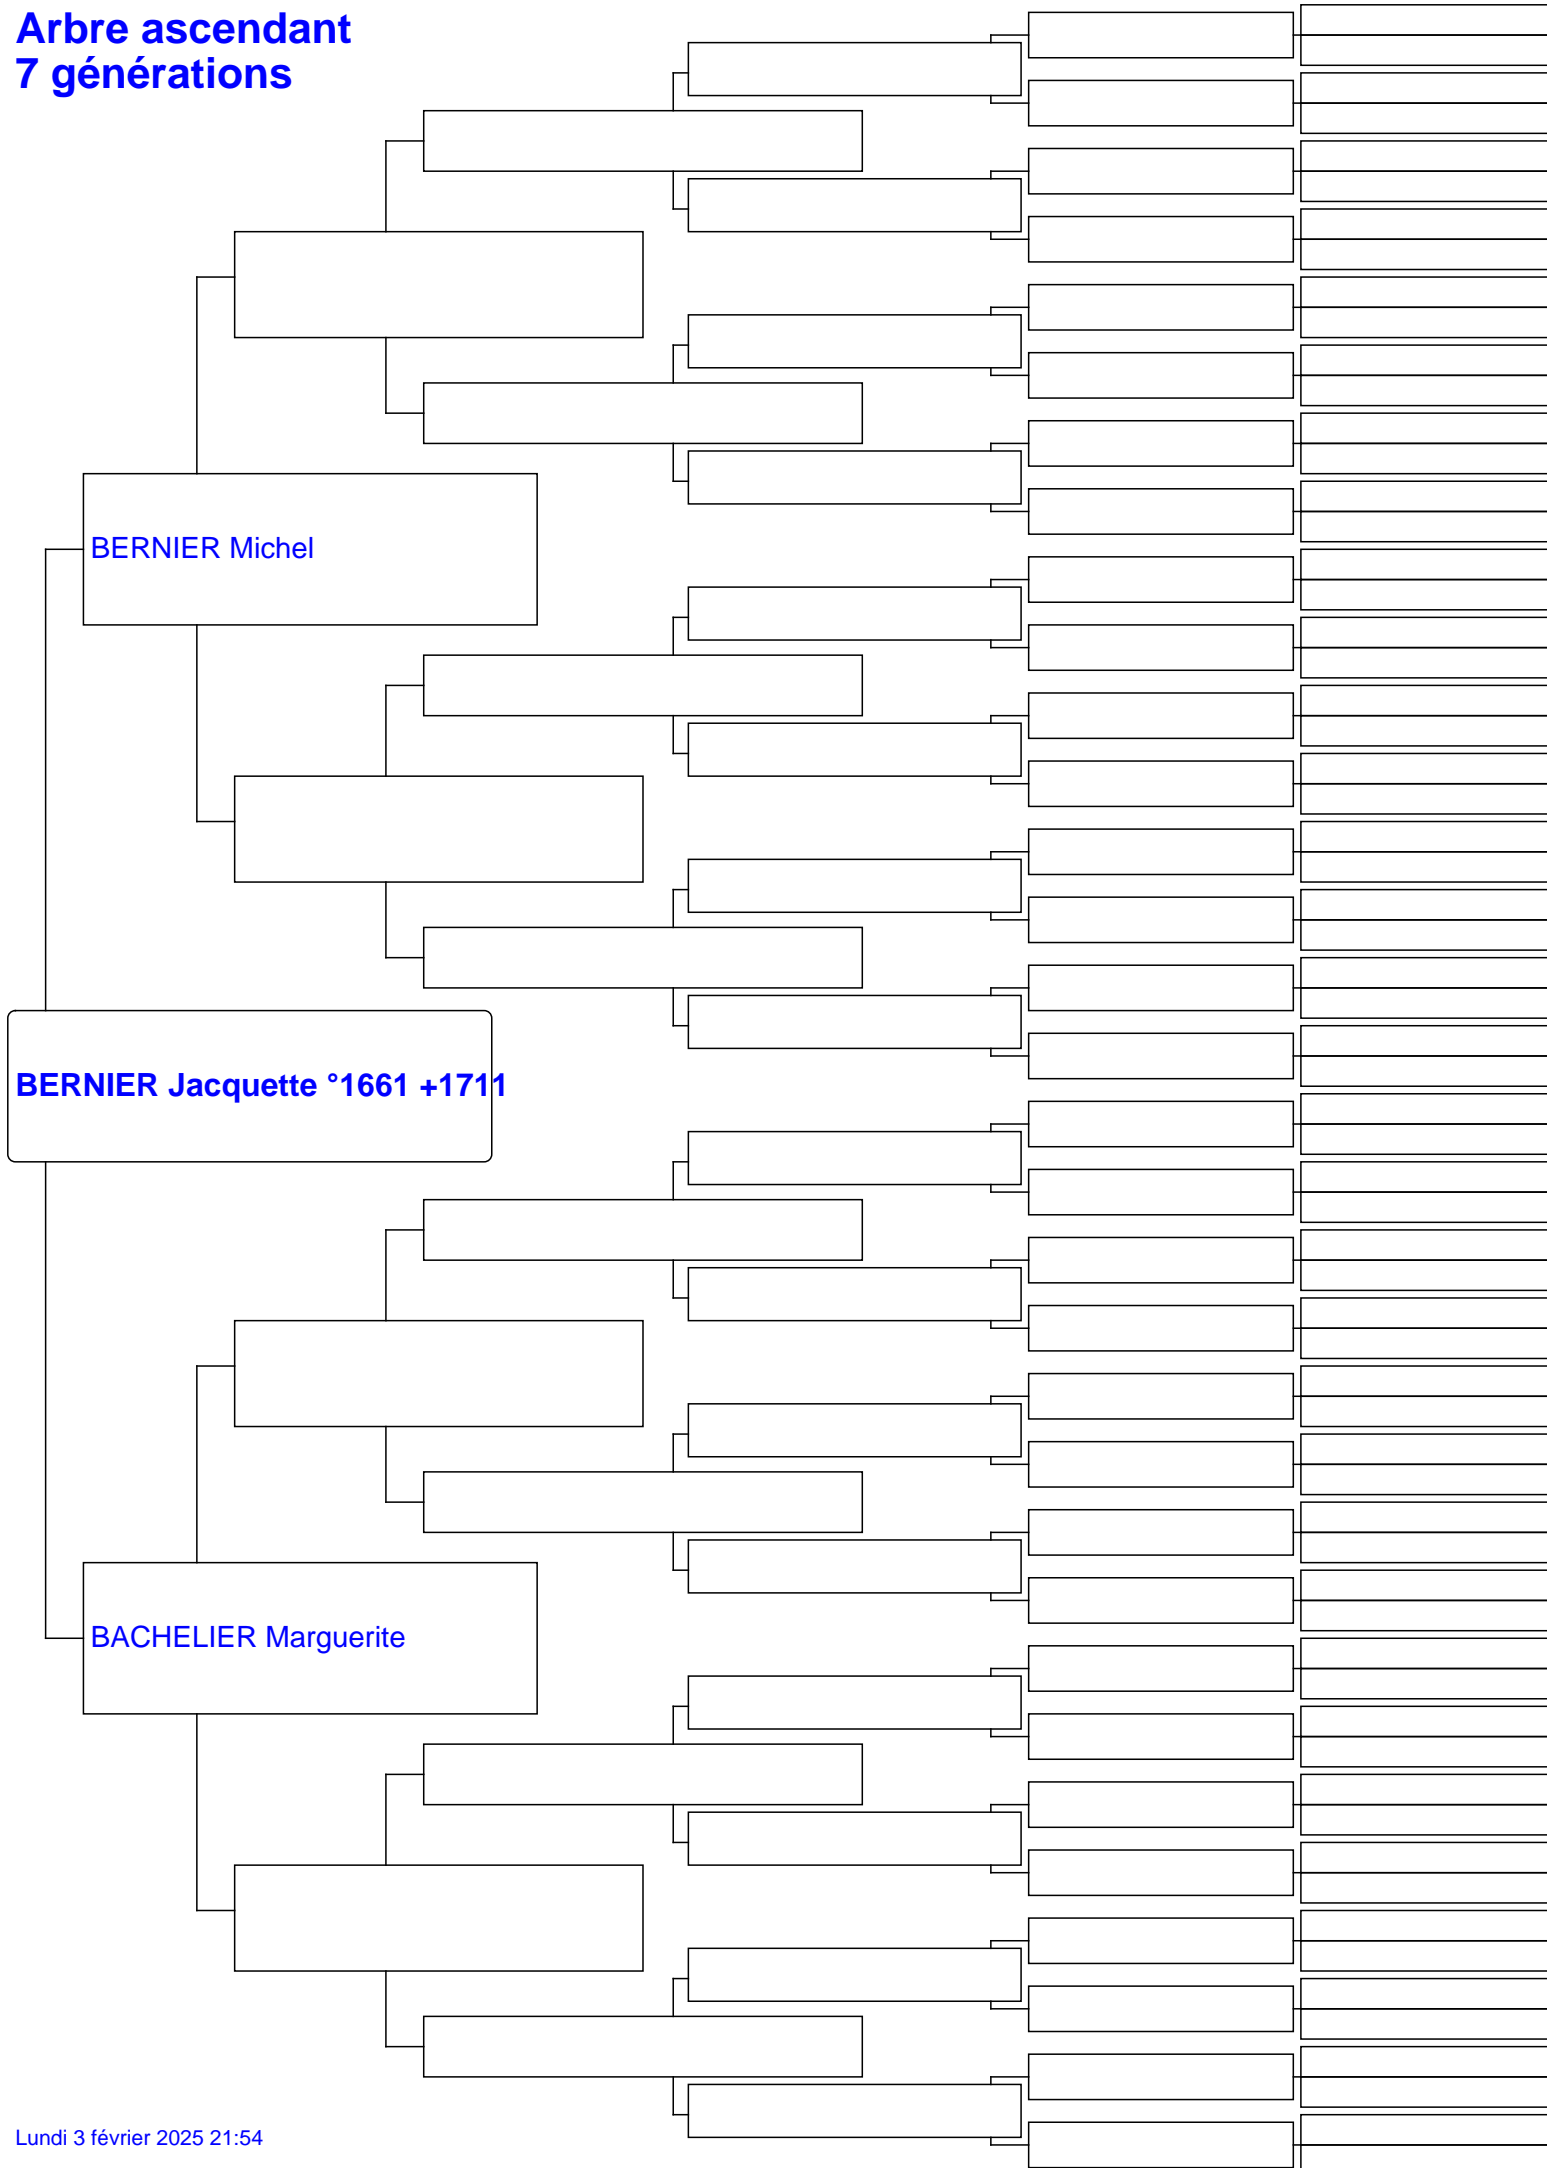 Arbre ascendant
7 générations
BERNIER Michel
BERNIER Jacquette °1661 +1711
BACHELIER Marguerite
Lundi 3 février 2025 21:54